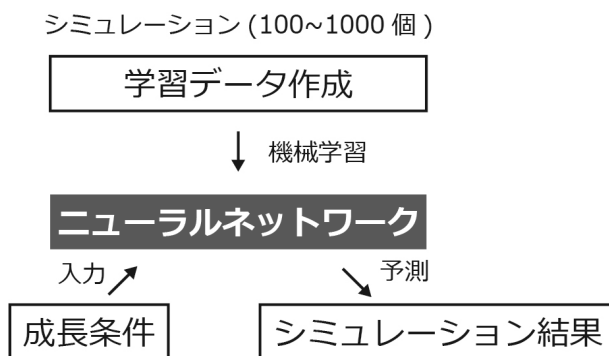 シミュレーション (100~1000 個 )
学習データ作成
機械学習
ニューラルネットワーク
入力
予測
成長条件
シミュレーション結果